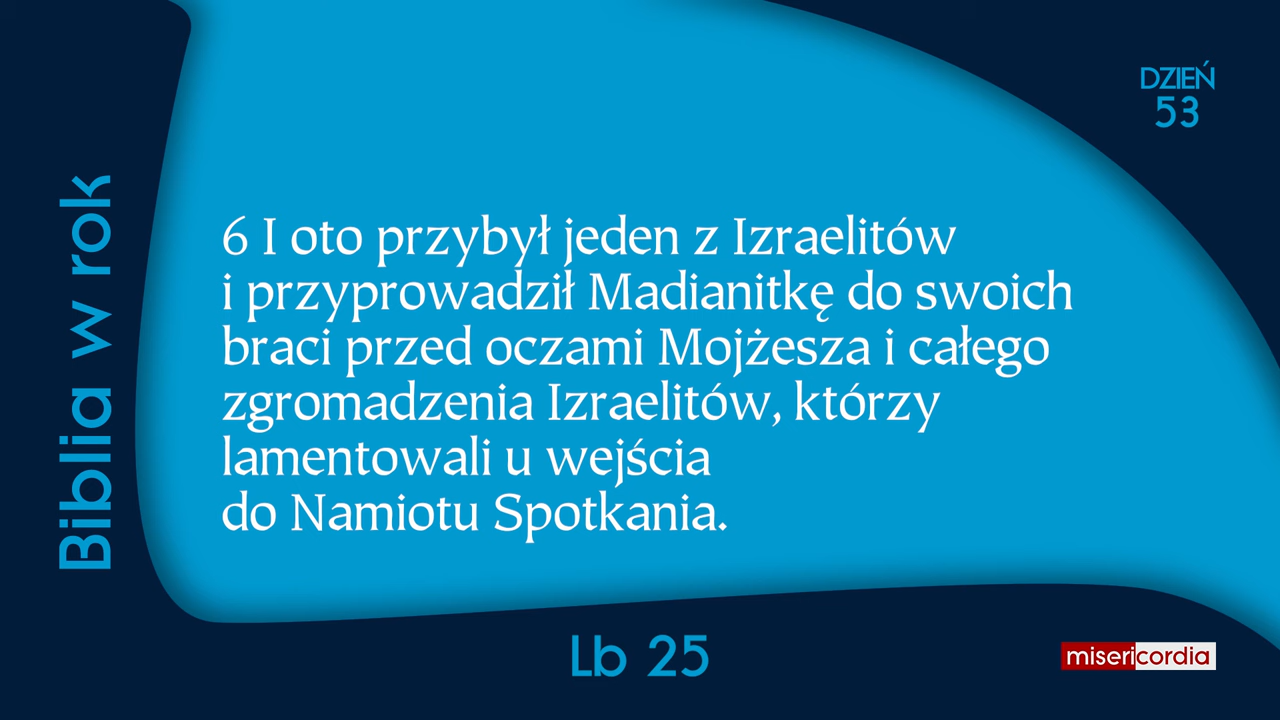 DZIEŃ
53
Biblia w rok
6 I oto przybył jeden z Izraelitów
i przyprowadził Madianitkę do swoich
braci przed oczami Mojżesza i całego
zgromadzenia Izraelitów, którzy
lamentowali u wejścia
do Namiotu Spotkania.
Lb 25
misericordia